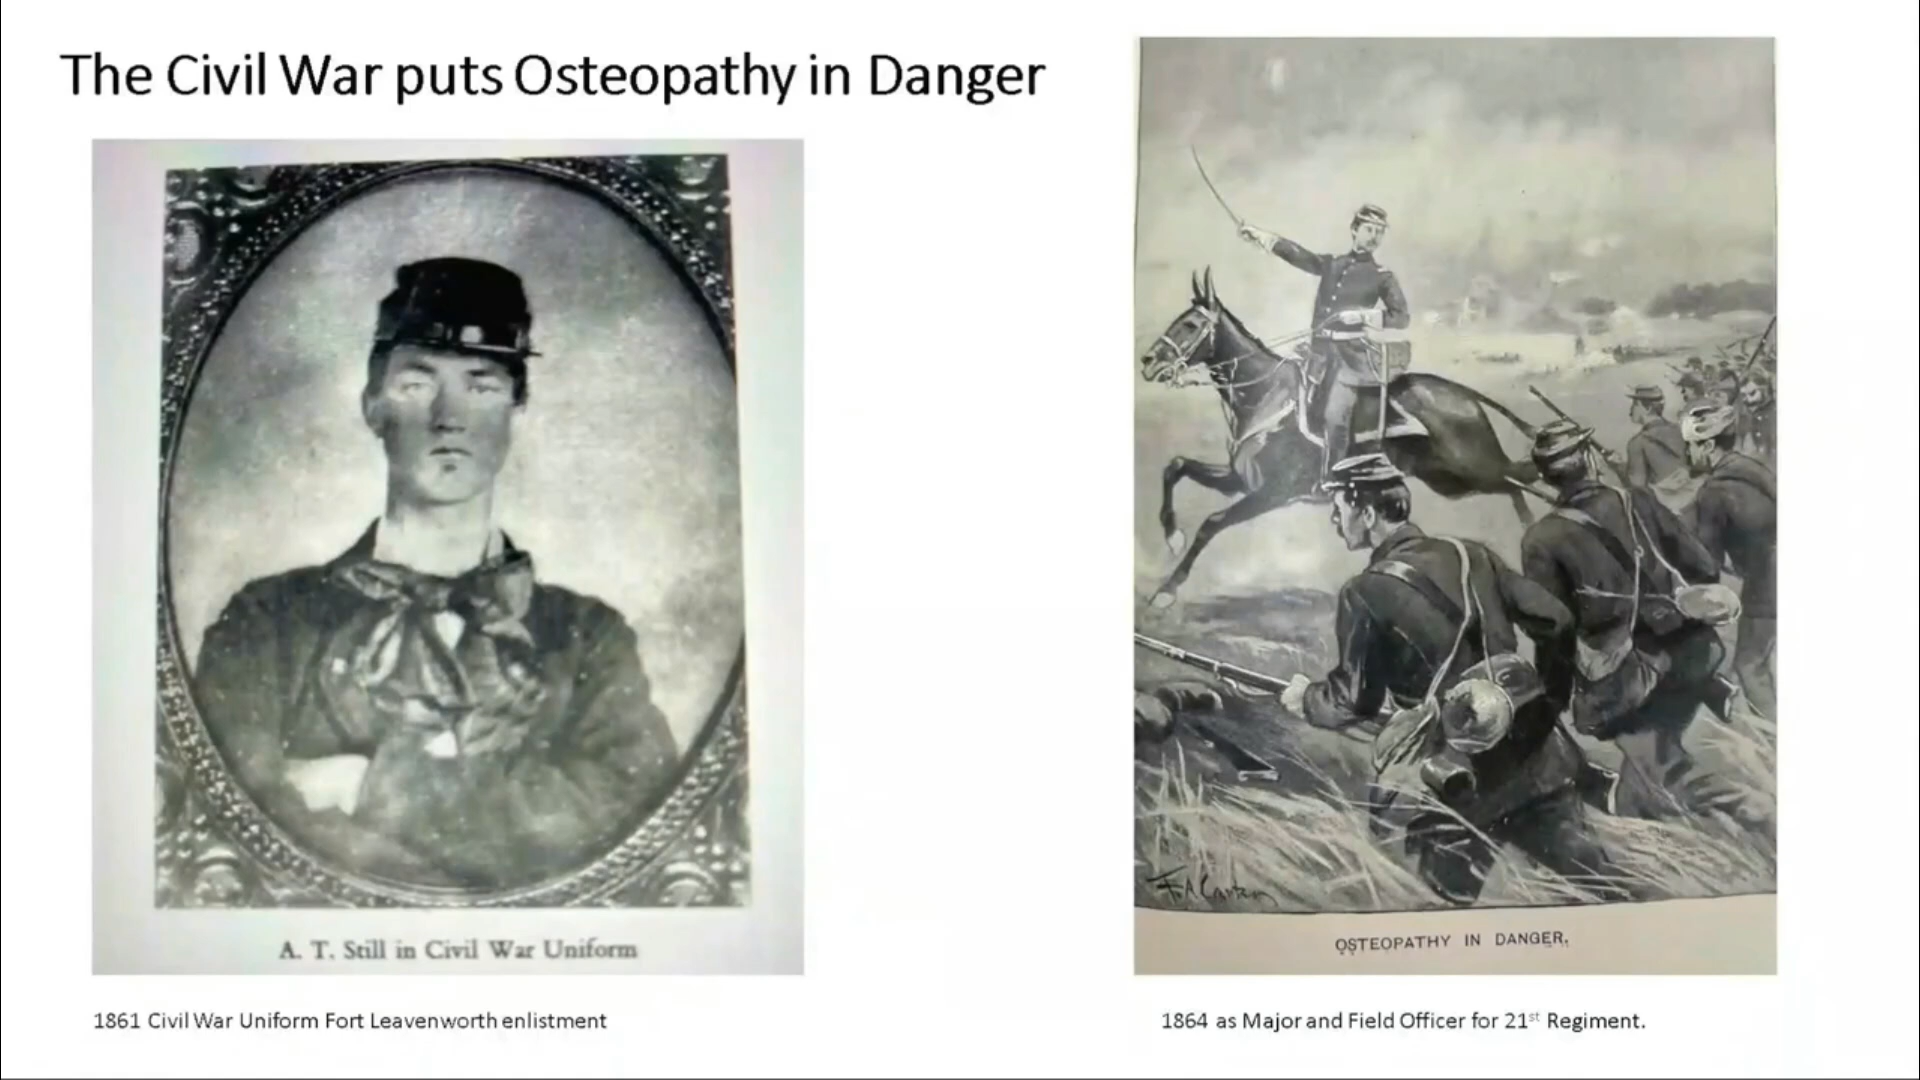 The Civil War puts Osteopathy in Danger
A. T. Still in Civil War Uniform
1861 Civil War Uniform Fort Leavenworth enlistment
OSTEOPATHY IN DANGER.
1864 as Major and Field Officer for 21st Regiment.